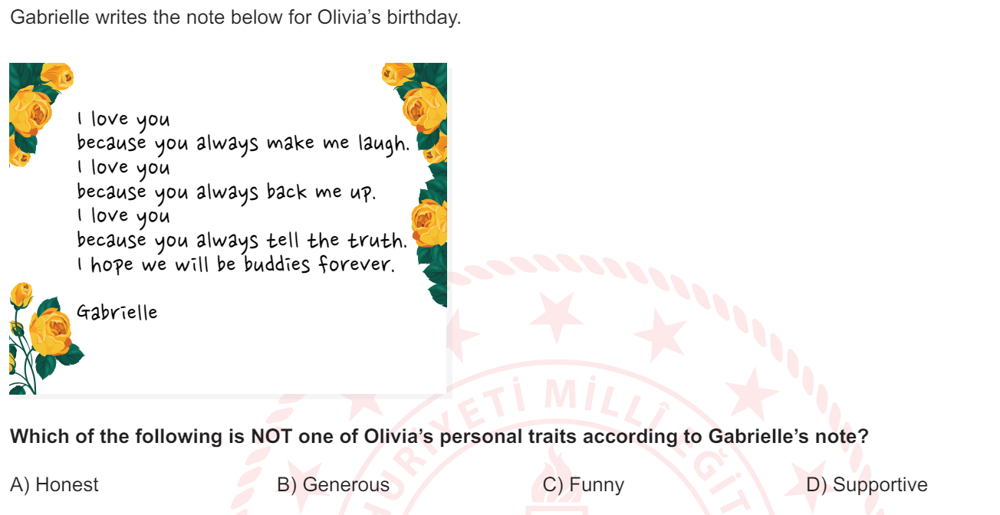 Gabrielle writes the note below for Olivia’s birthday.
I love you
because you always make me laugh.
I love you
because you always back me up.
I love you
because you always tell the truth.
I hope we will be buddies forever.
Gabrielle
Which of the following is NOT one of Olivia’s personal traits according to Gabrielle’s note?
A) Honest
B) Generous
C) Funny
D) Supportive